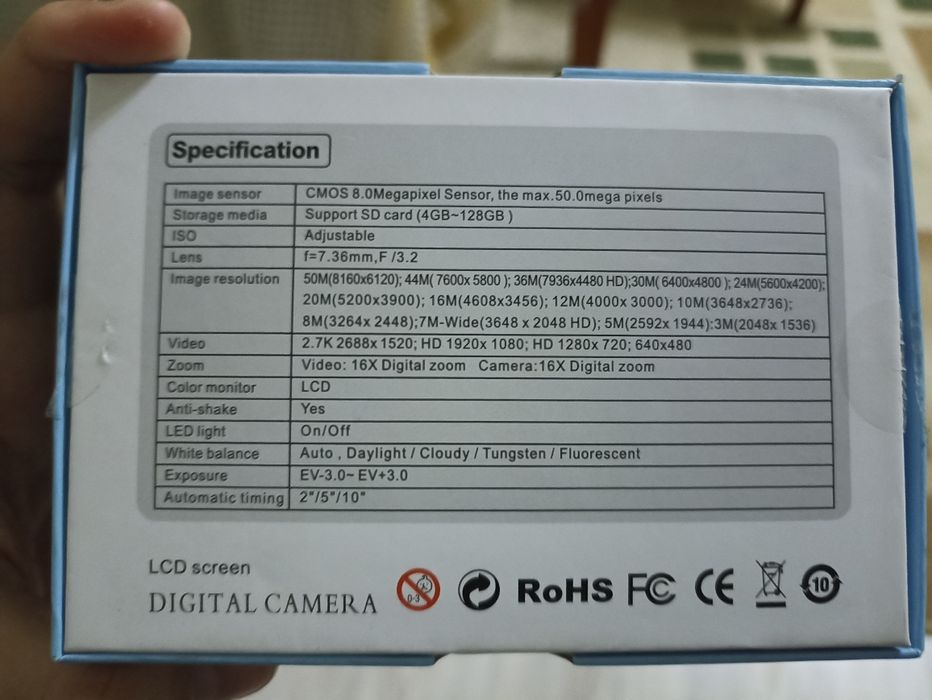 Specification
Image sensor CMOS 8.0Megapixel Sensor, the max.50.0mega pixels
Storage media Support SD card (4GB~128GB )
ISO Adjustable
Lens f=7.36mm,F /3.2
Image resolution 50M(8160x6120); 44M( 7600x 5800 ); 36M(7936x4480 HD);30M( 6400x4800 ); 24M(5600x4200);
20M(5200x3900); 16M(4608x3456); 12M(4000x 3000); 10M(3648x2736);
8M(3264x 2448);7M-Wide(3648 x 2048 HD); 5M(2592x 1944):3M(2048x 1536)
Video 2.7K 2688x 1520; HD 1920x 1080; HD 1280x 720; 640x480
Zoom Video: 16X Digital zoom Camera:16X Digital zoom
Color monitor LCD
Anti-shake Yes
LED light On/Off
White balance Auto , Daylight / Cloudy / Tungsten / Fluorescent
Exposure EV-3.0~ EV+3.0
Automatic timing 2"/5"/10"
LCD screen
DIGITAL CAMERA 0-3 RoHS FC CE 10